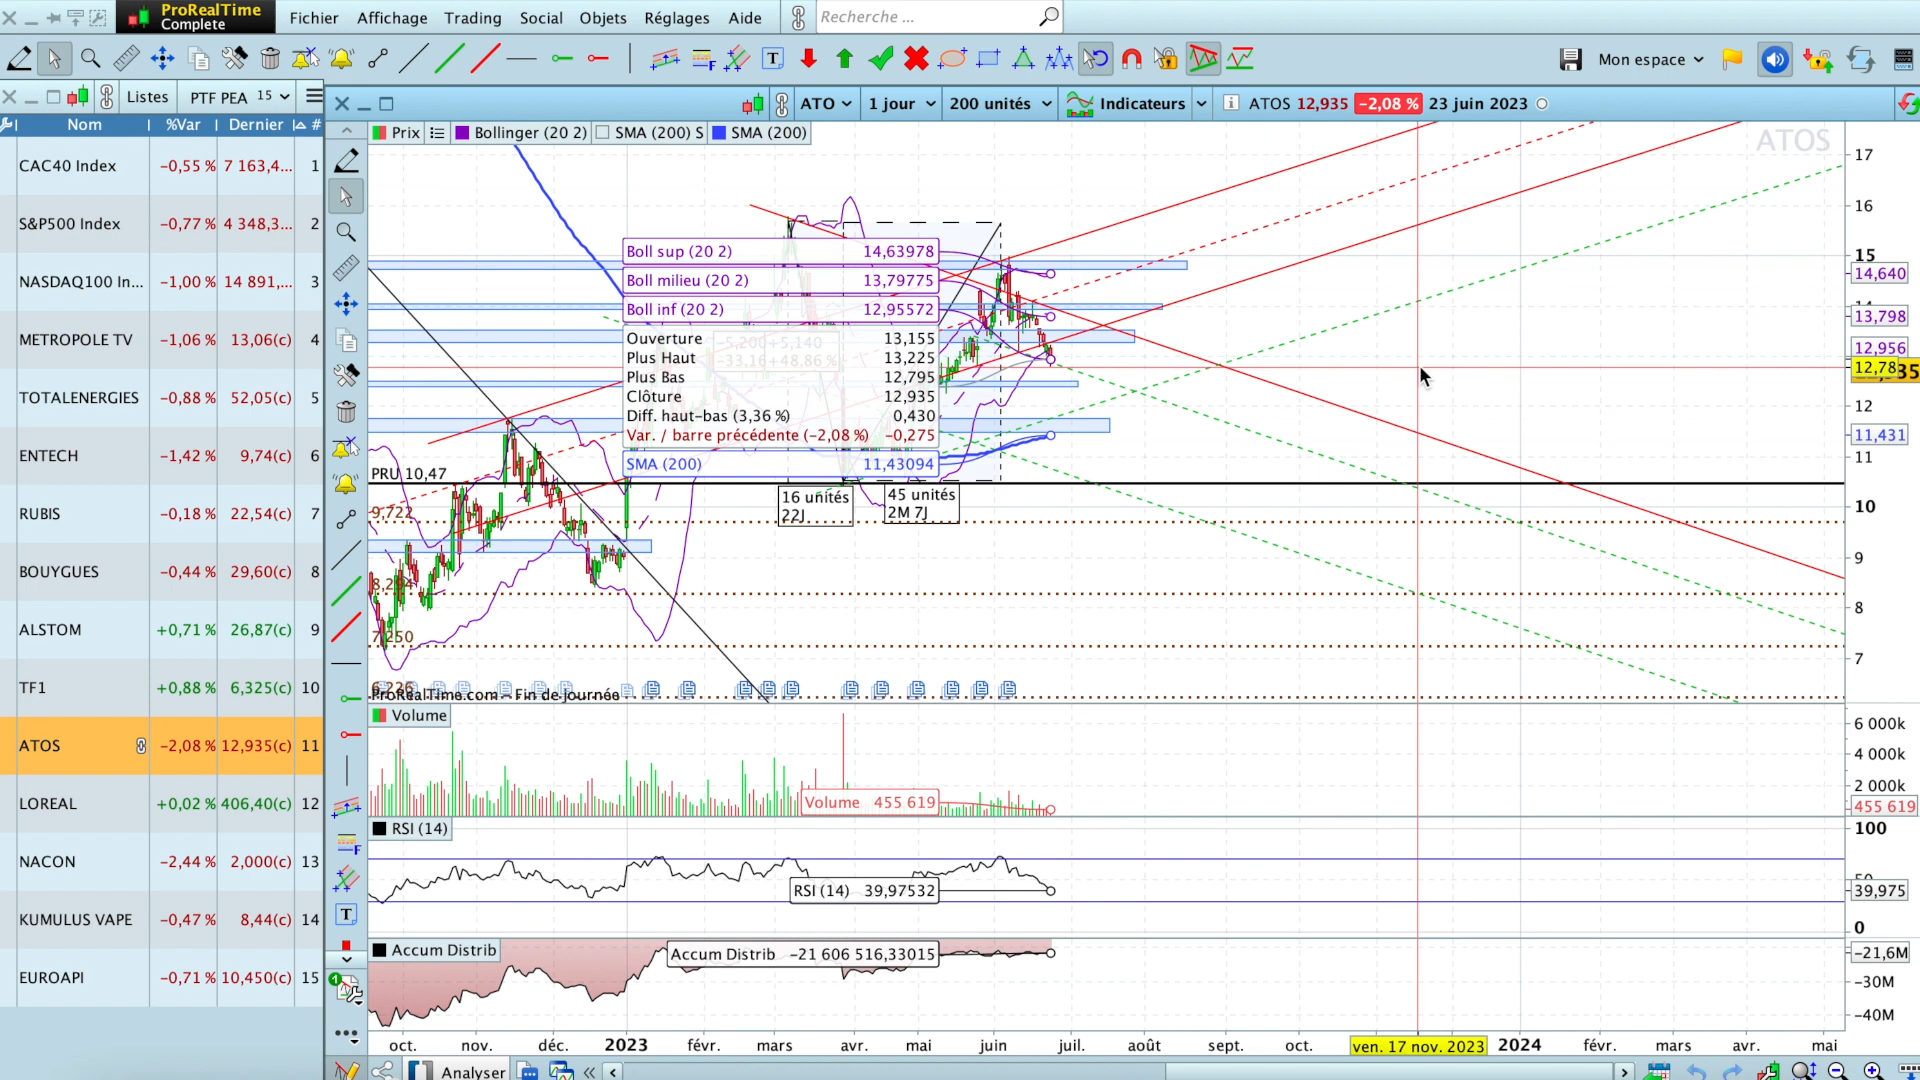 ProRealTime
Complete
Fichier Affichage Trading Social Objets Réglages Aide
Recherche ...
Mon espace
Listes PTF PEA 15
ATO 1 jour 200 unités Indicateurs ATOS 12,935 -2,08 % 23 juin 2023
Nom %Var Dernier #
CAC40 Index -0,55 % 7 163,4... 1
S&P500 Index -0,77 % 4 348,3... 2
NASDAQ100 In... -1,00 % 14 891,... 3
METROPOLE TV -1,06 % 13,06(c) 4
TOTALENERGIES -0,88 % 52,05(c) 5
ENTECH -1,42 % 9,74(c) 6
RUBIS -0,18 % 22,54(c) 7
BOUYGUES -0,44 % 29,60(c) 8
ALSTOM +0,71 % 26,87(c) 9
TF1 +0,88 % 6,325(c) 10
ATOS -2,08 % 12,935(c) 11
LOREAL +0,02 % 406,40(c) 12
NACON -2,44 % 2,000(c) 13
KUMULUS VAPE -0,47 % 8,44(c) 14
EUROAPI -0,71 % 10,450(c) 15
Prix Bollinger (20 2) SMA (200) S SMA (200)
ATOS
Boll sup (20 2) 14,63978
Boll milieu (20 2) 13,79775
Boll inf (20 2) 12,95572
Ouverture 13,155
Plus Haut 13,225
Plus Bas 12,795
Clôture 12,935
Diff. haut-bas (3,36 %) 0,430
Var. / barre précédente (-2,08 %) -0,275
SMA (200) 11,43094
PRU 10,47
16 unités
22J
45 unités
2M 7J
9,722
8,294
7,250
6,226
ProRealTime.com - Fin de journée
17
16
15
14,640
13,798
12,956
12,78
12
11,431
11
10
9
8
7
Volume
Volume 455 619
6 000k
4 000k
2 000k
455 619
RSI (14)
RSI (14) 39,97532
100
39,975
0
Accum Distrib
Accum Distrib -21 606 516,33015
-21,6M
-30M
-40M
oct. nov. déc. 2023 févr. mars avr. mai juin juil. août sept. oct. ven. 17 nov. 2023 2024 févr. mars avr. mai
Analyser